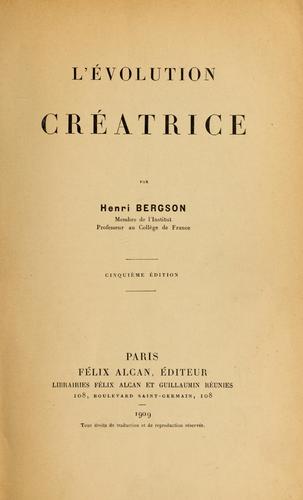 L'ÉVOLUTION
CRÉATRICE
PAR
Henri BERGSON
Membre de l'Institut
Professeur au Collège de France
CINQUIÈME ÉDITION
PARIS
FÉLIX ALCAN, ÉDITEUR
LIBRAIRIES FÉLIX ALCAN ET GUILLAUMIN RÉUNIES
108, BOULEVARD SAINT-GERMAIN, 108
1909
Tous droits de traduction et de reproduction réservés.